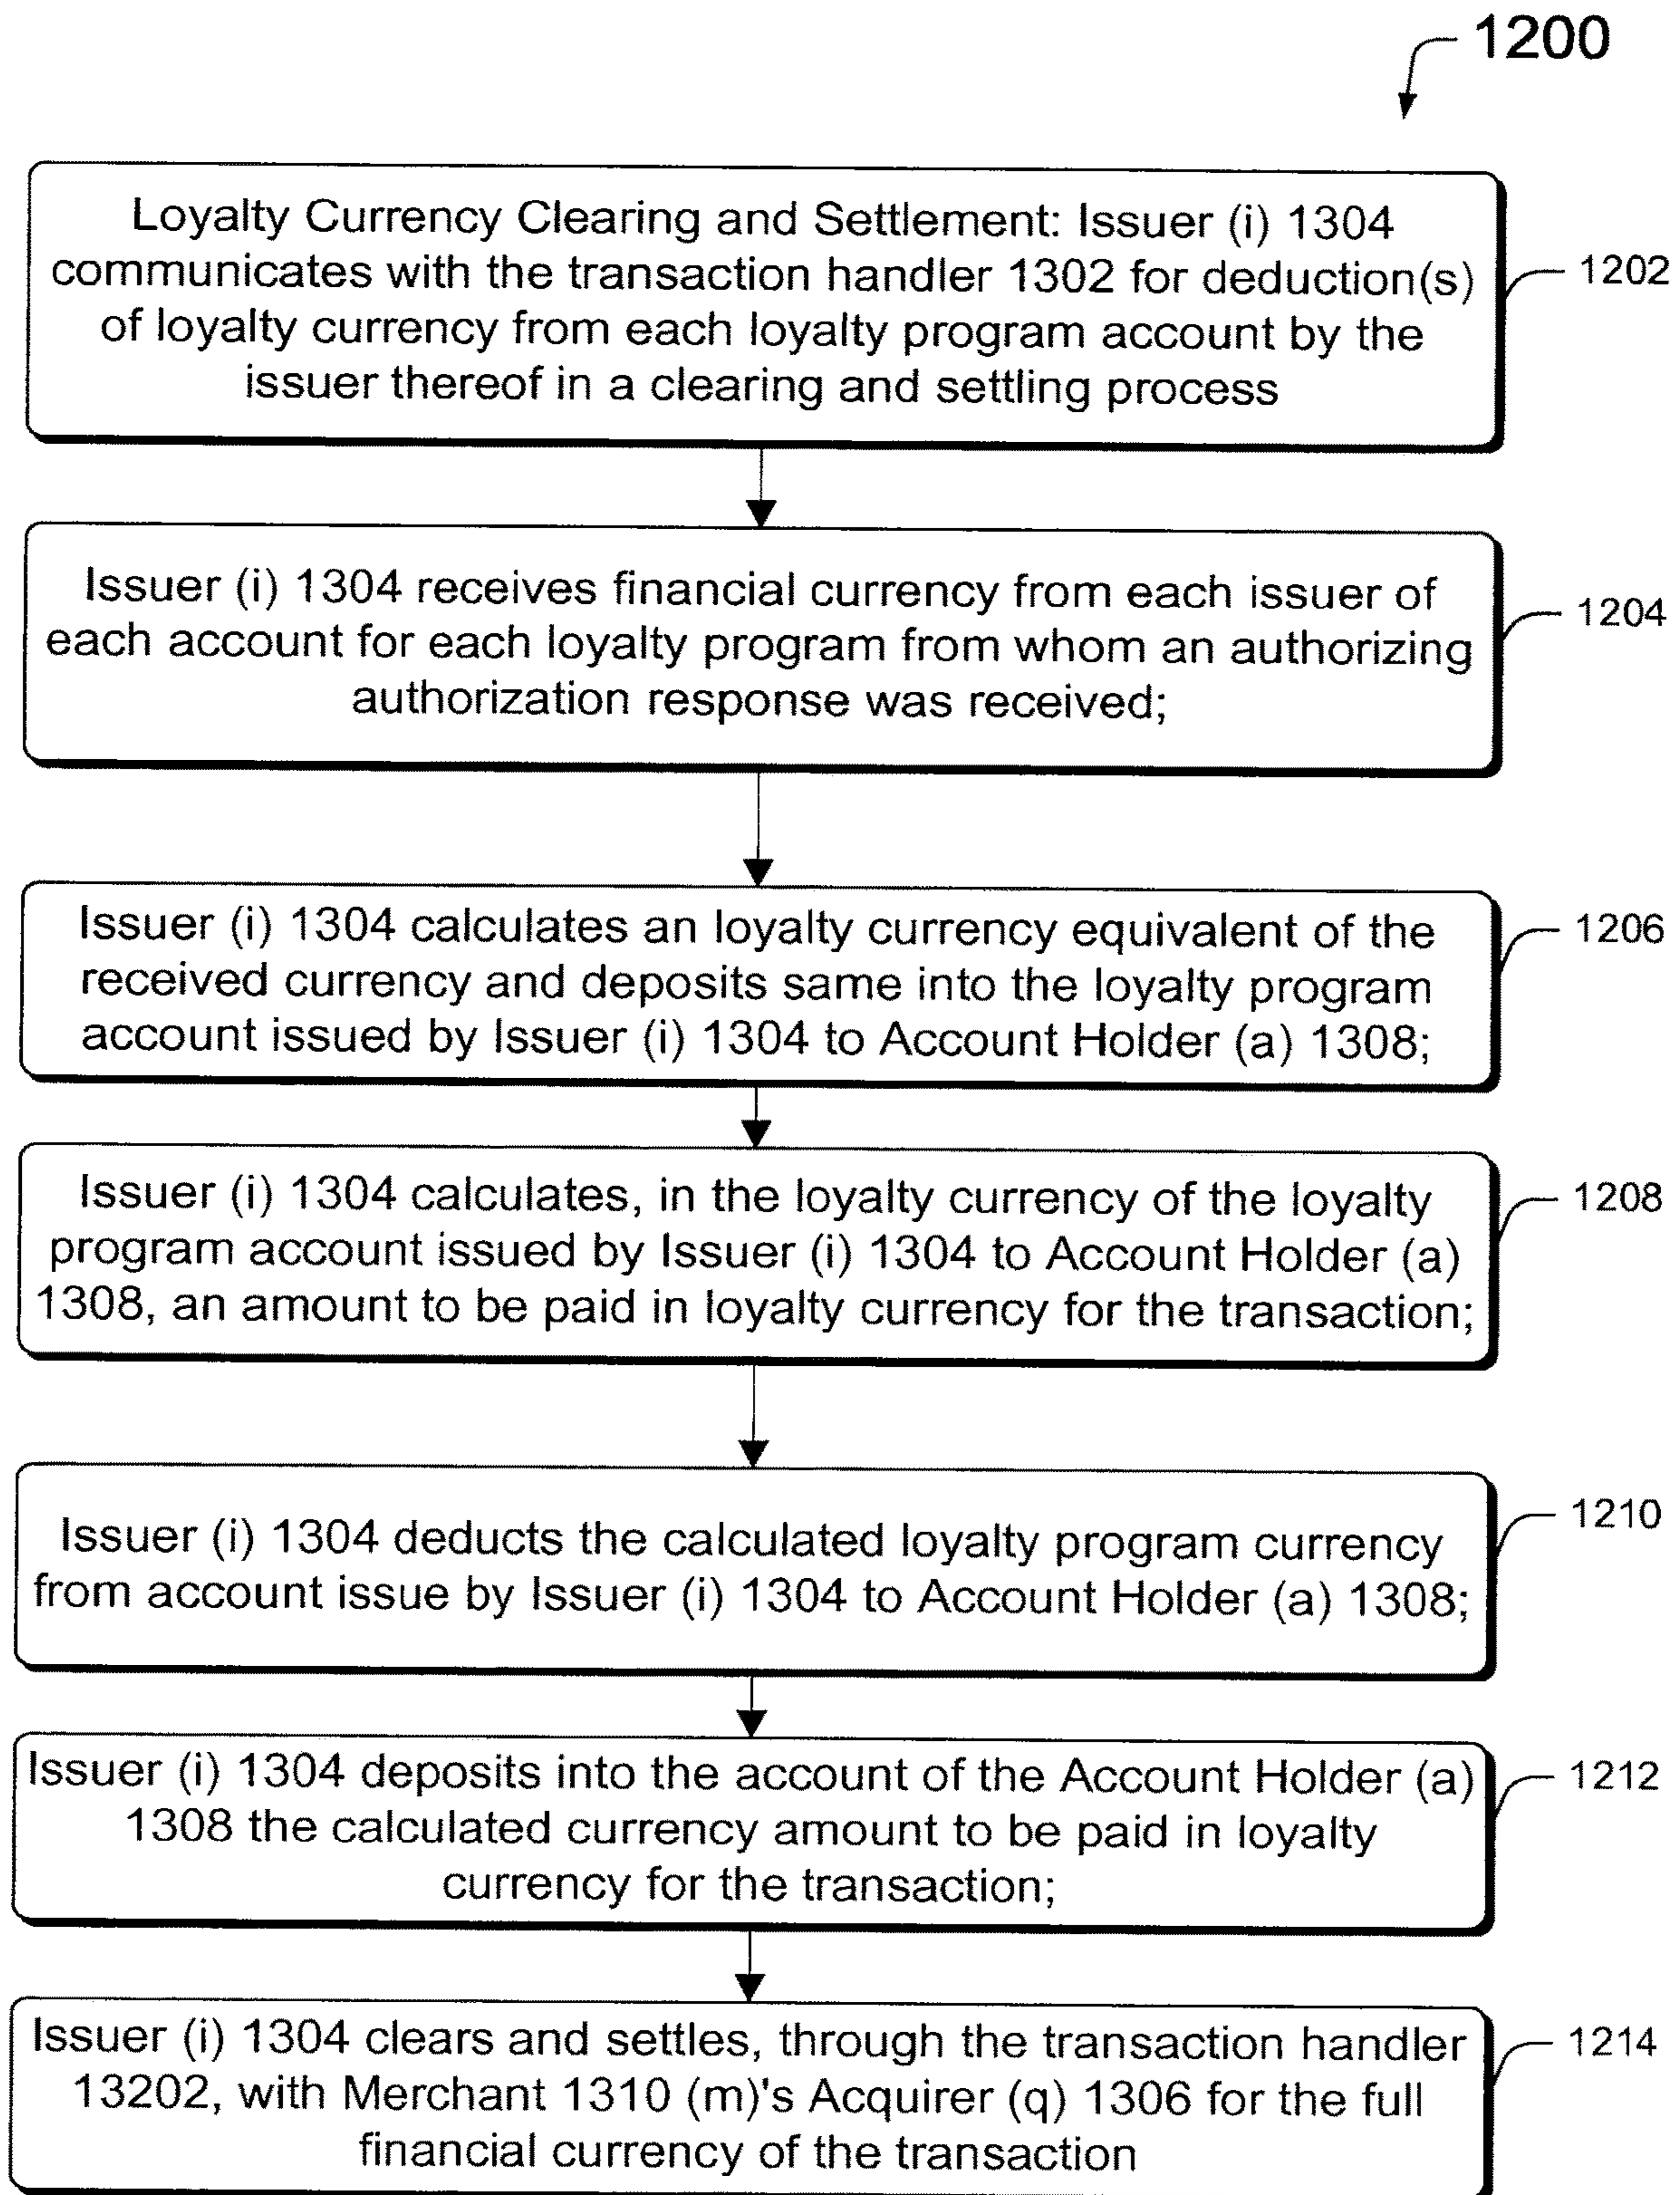 1200
Loyalty Currency Clearing and Settlement: Issuer (i) 1304
communicates with the transaction handler 1302 for deduction(s)
of loyalty currency from each loyalty program account by the
issuer thereof in a clearing and settling process
1202
Issuer (i) 1304 receives financial currency from each issuer of
each account for each loyalty program from whom an authorizing
authorization response was received;
1204
Issuer (i) 1304 calculates an loyalty currency equivalent of the
received currency and deposits same into the loyalty program
account issued by Issuer (i) 1304 to Account Holder (a) 1308;
1206
Issuer (i) 1304 calculates, in the loyalty currency of the loyalty
program account issued by Issuer (i) 1304 to Account Holder (a)
1308, an amount to be paid in loyalty currency for the transaction;
1208
Issuer (i) 1304 deducts the calculated loyalty program currency
from account issue by Issuer (i) 1304 to Account Holder (a) 1308;
1210
Issuer (i) 1304 deposits into the account of the Account Holder (a)
1308 the calculated currency amount to be paid in loyalty
currency for the transaction;
1212
Issuer (i) 1304 clears and settles, through the transaction handler
13202, with Merchant 1310 (m)'s Acquirer (q) 1306 for the full
financial currency of the transaction
1214